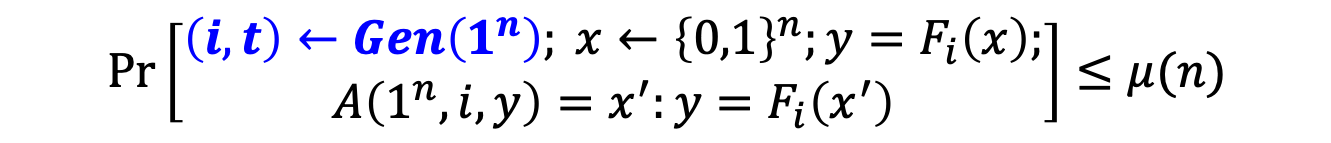 Pr [(i, t) ← Gen(1ⁿ); x ← {0,1}ⁿ; y = Fᵢ(x);
A(1ⁿ, i, y) = x′: y = Fᵢ(x′)] ≤ μ(n)